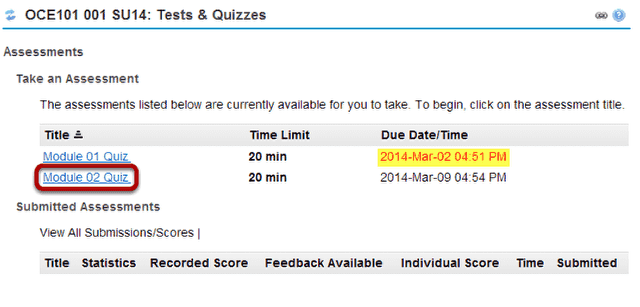 OCE101 001 SU14: Tests & Quizzes
Assessments
Take an Assessment
The assessments listed below are currently available for you to take. To begin, click on the assessment title.
Title Time Limit Due Date/Time
Module 01 Quiz 20 min 2014-Mar-02 04:51 PM
Module 02 Quiz 20 min 2014-Mar-09 04:54 PM
Submitted Assessments
View All Submissions/Scores |
Title Statistics Recorded Score Feedback Available Individual Score Time Submitted